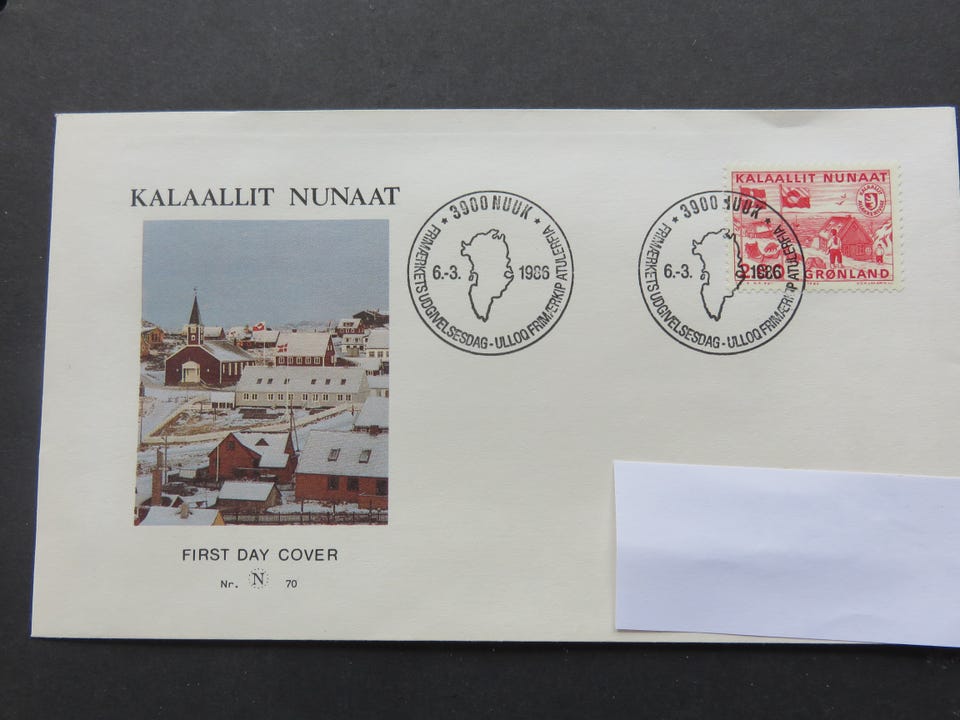 KALAALLIT NUNAAT
3900 NUUK
6.-3. 1986
FRIMÆRKETS UDGIVELSESDAG - ULLOQ FRIMÆRKIP ATULERFIA
3900 NUUK
6.-3. 1986
FRIMÆRKETS UDGIVELSESDAG - ULLOQ FRIMÆRKIP ATULERFIA
KALAALLIT NUNAAT
GRØNLAND
FIRST DAY COVER
Nr. N 70